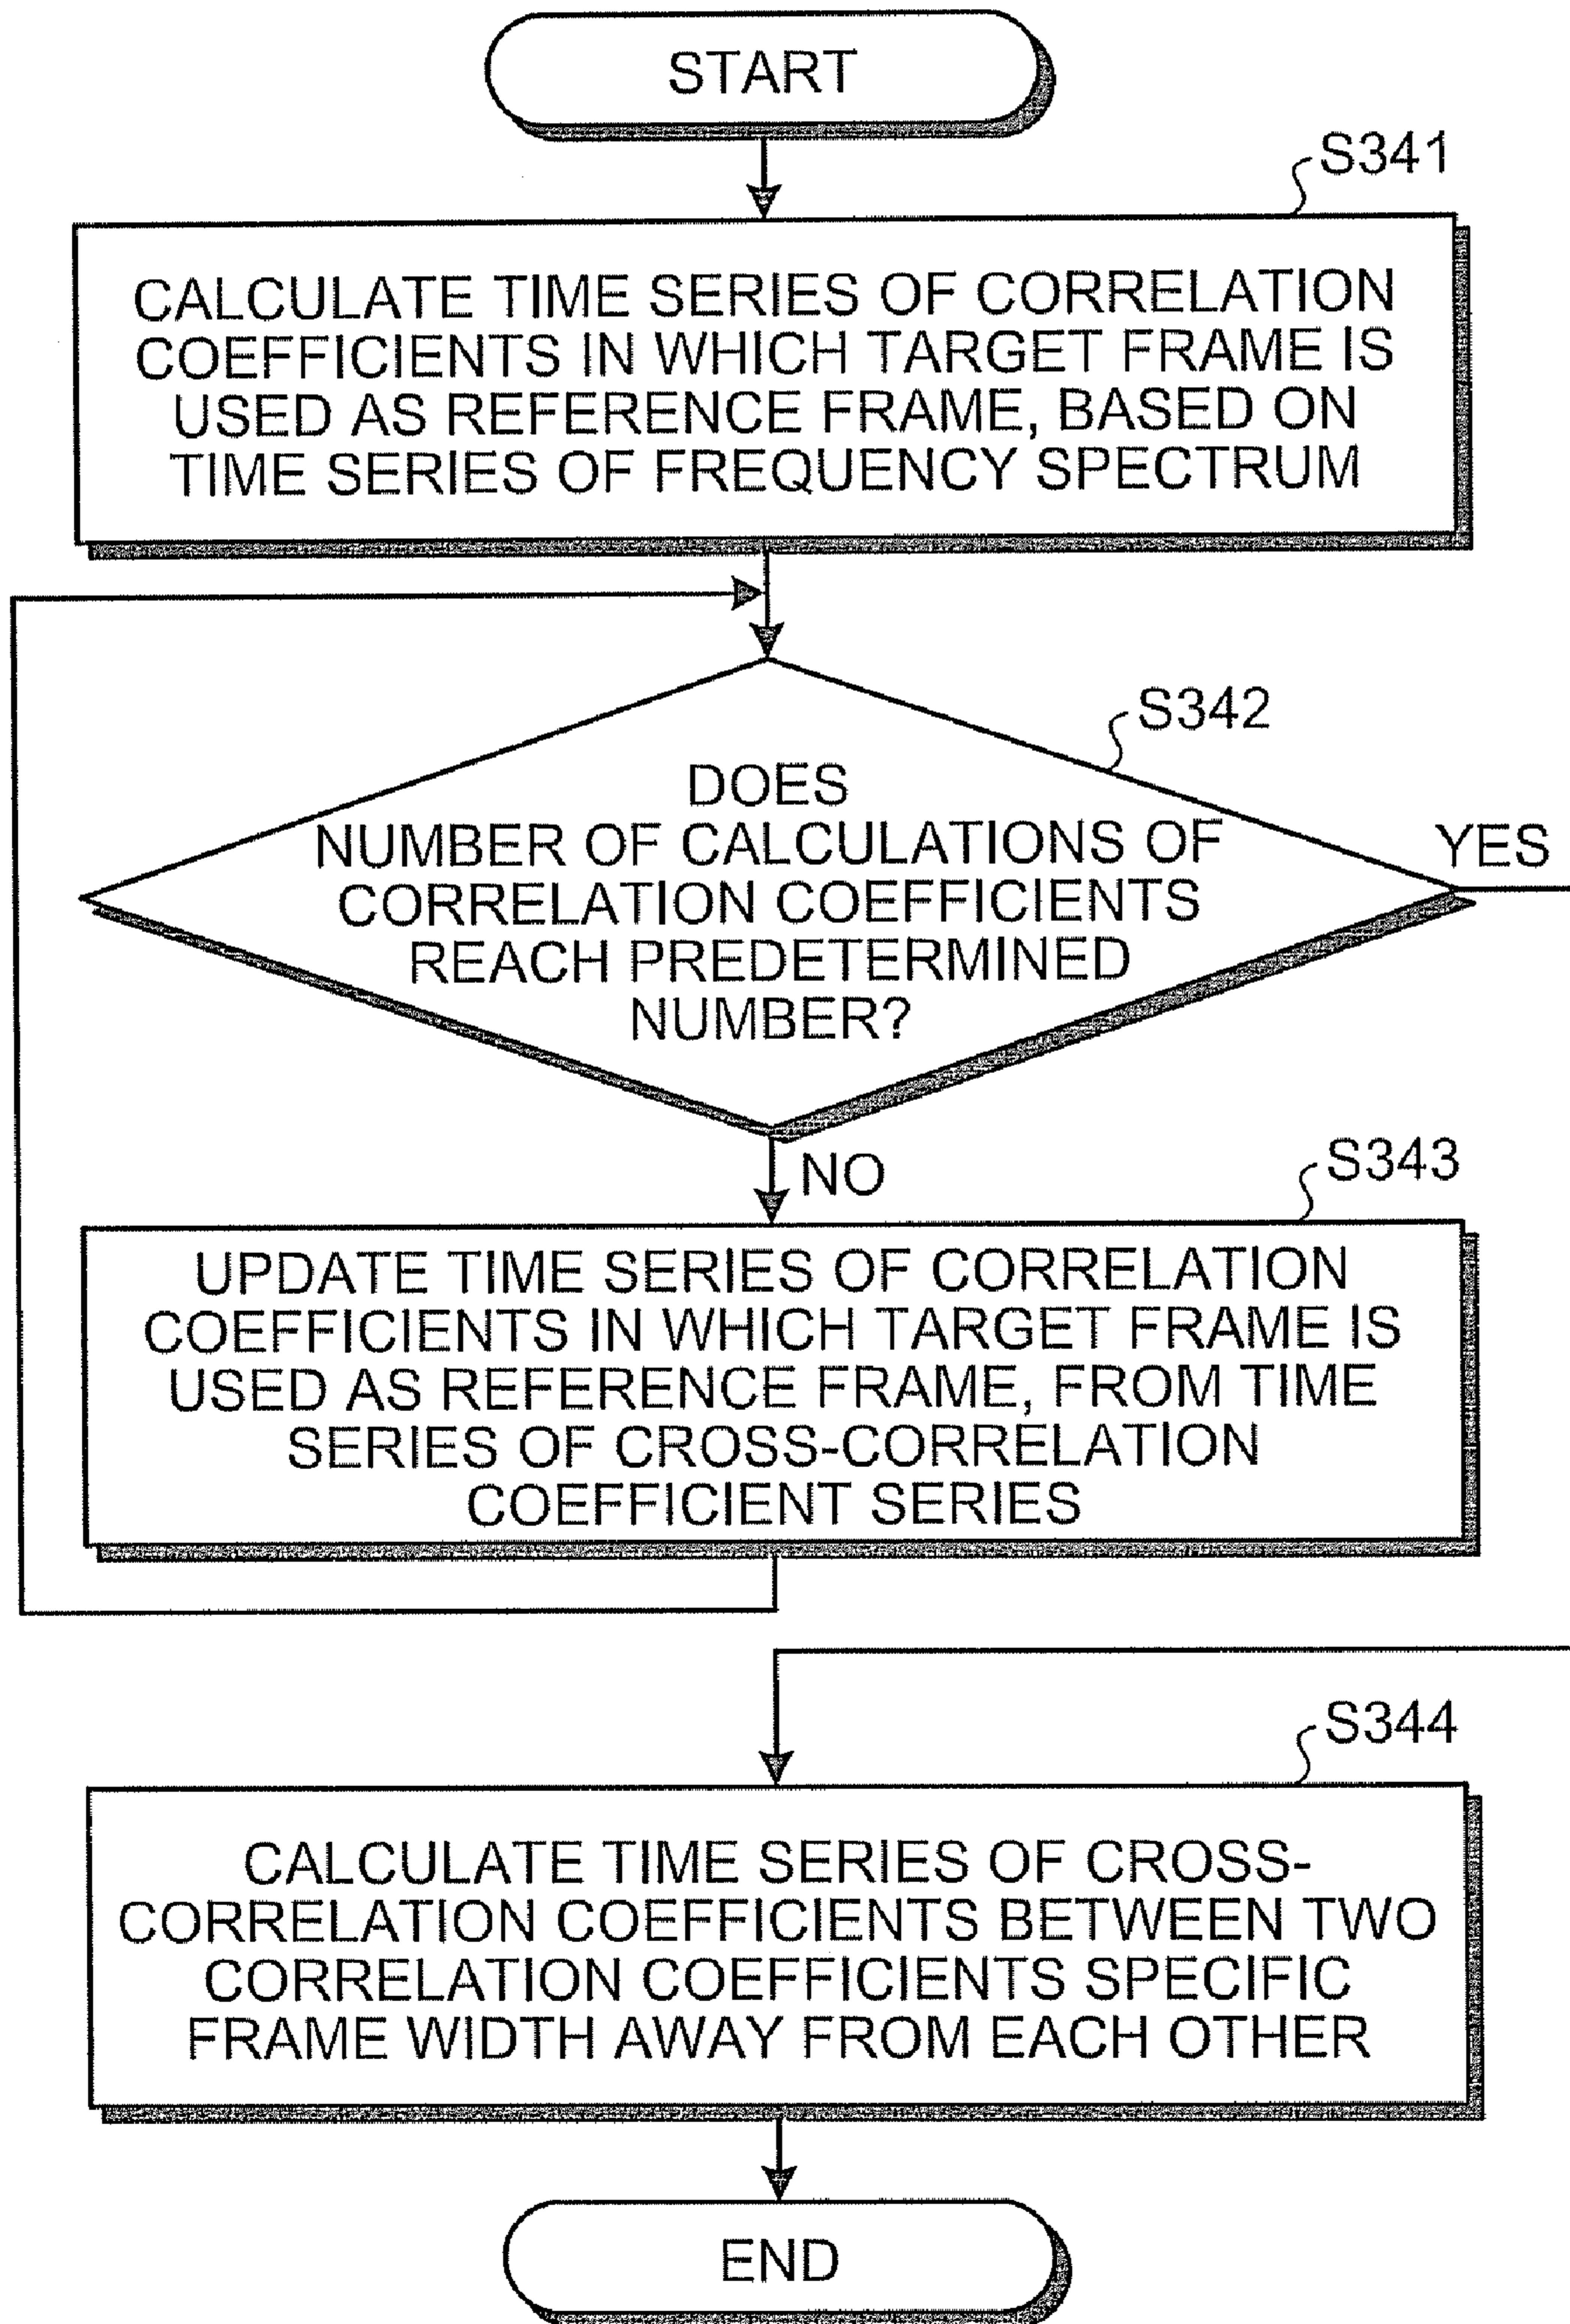 START
S341
CALCULATE TIME SERIES OF CORRELATION
COEFFICIENTS IN WHICH TARGET FRAME IS
USED AS REFERENCE FRAME, BASED ON
TIME SERIES OF FREQUENCY SPECTRUM
S342
DOES
NUMBER OF CALCULATIONS OF
CORRELATION COEFFICIENTS
REACH PREDETERMINED
NUMBER?
YES
NO
S343
UPDATE TIME SERIES OF CORRELATION
COEFFICIENTS IN WHICH TARGET FRAME IS
USED AS REFERENCE FRAME, FROM TIME
SERIES OF CROSS-CORRELATION
COEFFICIENT SERIES
S344
CALCULATE TIME SERIES OF CROSS-
CORRELATION COEFFICIENTS BETWEEN TWO
CORRELATION COEFFICIENTS SPECIFIC
FRAME WIDTH AWAY FROM EACH OTHER
END